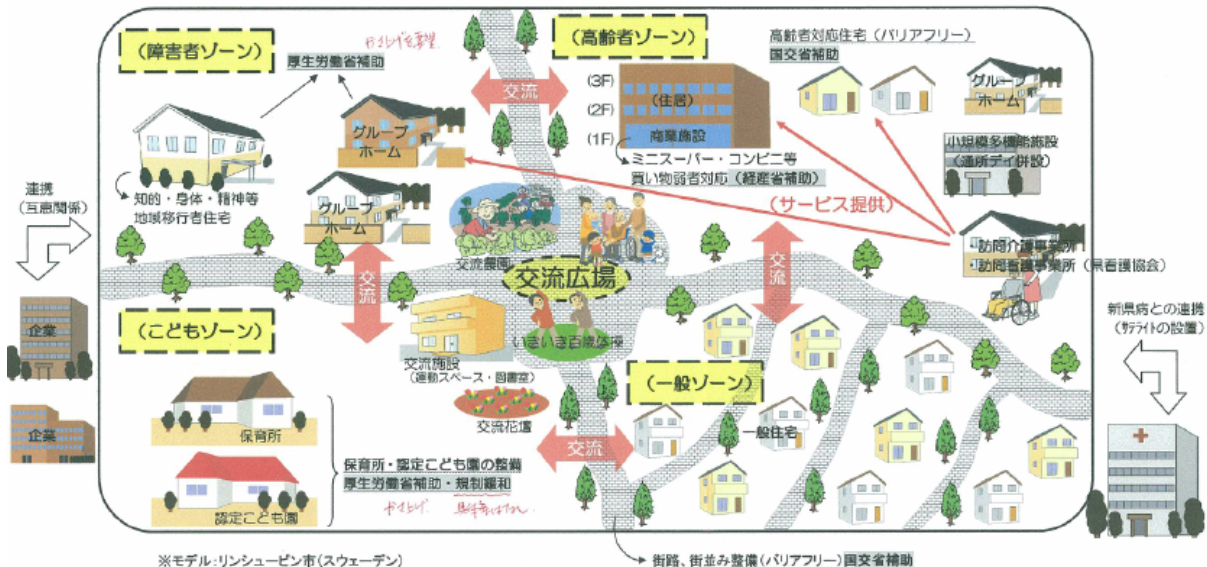 (障害者ゾーン)
かさ上げを要望
厚生労働省補助
グループ
ホーム
知的・身体・精神等
地域移行者住宅
グループ
ホーム
交流
(高齢者ゾーン)
(3F)
(2F)
(1F)
(住居)
商業施設
ミニスーパー・コンビニ等
買い物弱者対応(経産省補助)
高齢者対応住宅(バリアフリー)
国交省補助
グループ
ホーム
小規模多機能施設
(通所デイ併設)
(サービス提供)
訪問介護事業所
訪問看護事業所(県看護協会)
連携
(互恵関係)
企業
企業
交流農園
交流広場
いきいき百歳体操
交流
交流
(こどもゾーン)
交流施設
(運動スペース・図書室)
交流花壇
保育所
認定こども園
保育所・認定こども園の整備
厚生労働省補助・規制緩和
かさ上げ
交流
(一般ゾーン)
一般住宅
新県病との連携
(サテライトの設置)
※モデル:リンシューピン市(スウェーデン)
街路、街並み整備(バリアフリー)国交省補助